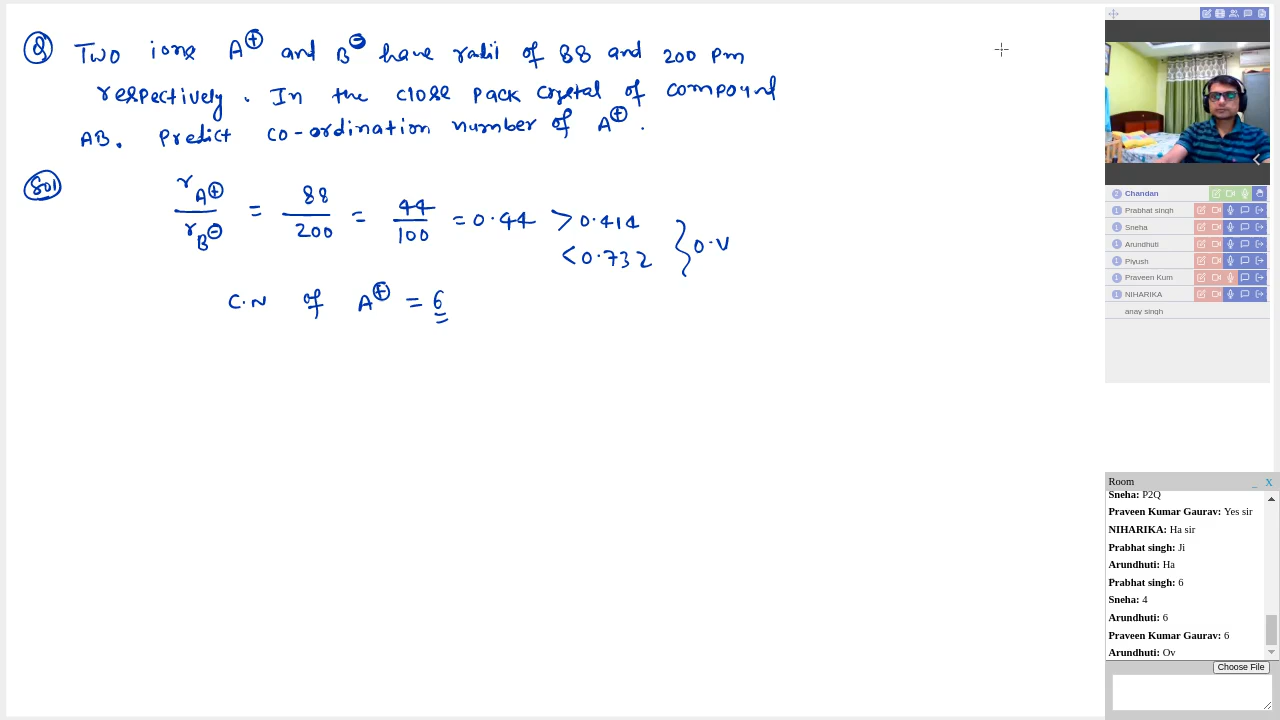 Q Two ions A⊕ and B⊖ have radii of 88 and 200 pm
respectively. In the close pack crystal of compound
AB. Predict co-ordination number of A⊕.
Sol
rA⊕ / rB⊖ = 88/200 = 44/100 = 0.44 > 0.414
< 0.732 } O.V
C.N of A⊕ = 6
Chandan
Prabhat singh
Sneha
Arundhuti
Piyush
Praveen Kum
NIHARIKA
anay singh
Room _ X
Sneha: P2Q
Praveen Kumar Gaurav: Yes sir
NIHARIKA: Ha sir
Prabhat singh: Ji
Arundhuti: Ha
Prabhat singh: 6
Sneha: 4
Arundhuti: 6
Praveen Kumar Gaurav: 6
Arundhuti: Ov
Choose File